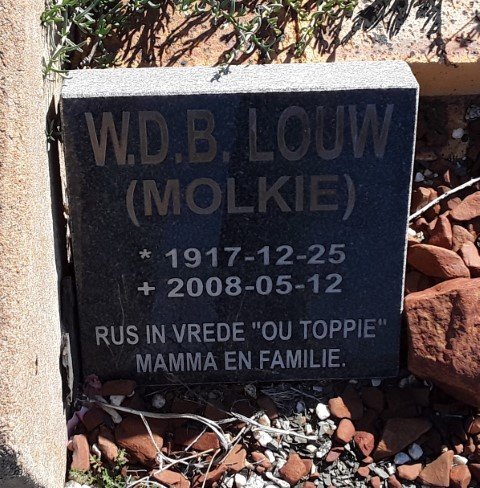 W.D.B. LOUW
(MOLKIE)
* 1917-12-25
+ 2008-05-12
RUS IN VREDE "OU TOPPIE"
MAMMA EN FAMILIE.